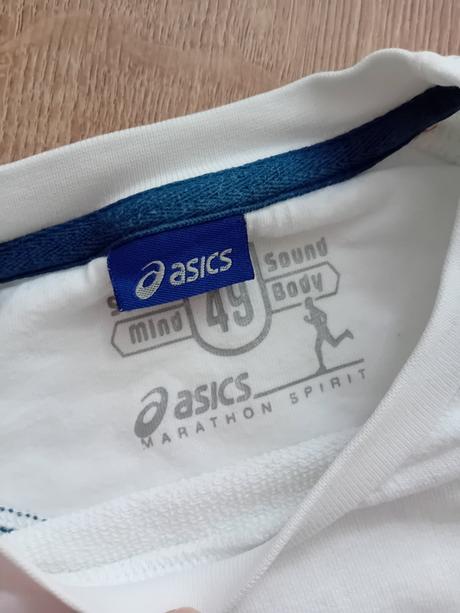 asics
Sound
Mind 49 Body
asics
MARATHON SPIRIT